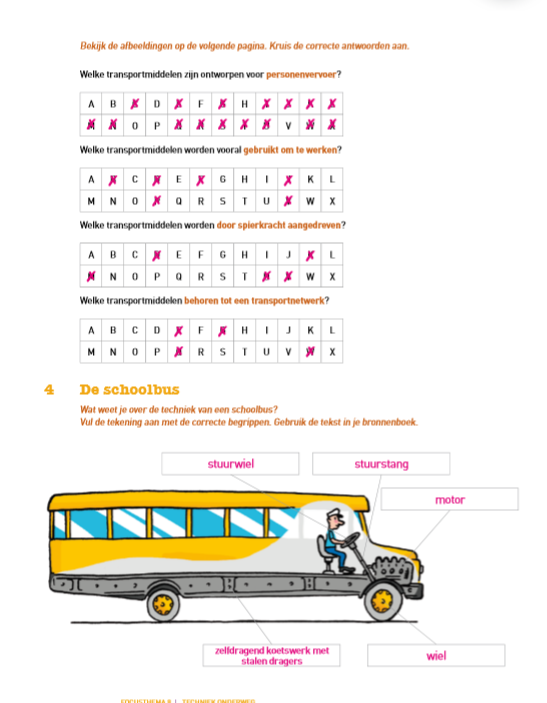 Bekijk de afbeeldingen op de volgende pagina. Kruis de correcte antwoorden aan.
Welke transportmiddelen zijn ontworpen voor personenvervoer?
A B D F H
O P V
Welke transportmiddelen worden vooral gebruikt om te werken?
A C E G H I K L
M N O Q R S T U W X
Welke transportmiddelen worden door spierkracht aangedreven?
A B C E F G H I J L
N O P Q R S T W X
Welke transportmiddelen behoren tot een transportnetwerk?
A B C D F H I J K L
M N O P R S T U V X
4 De schoolbus
Wat weet je over de techniek van een schoolbus?
Vul de tekening aan met de correcte begrippen. Gebruik de tekst in je bronnenboek.
stuurwiel stuurstang
motor
zelfdragend koetswerk met
stalen dragers
wiel